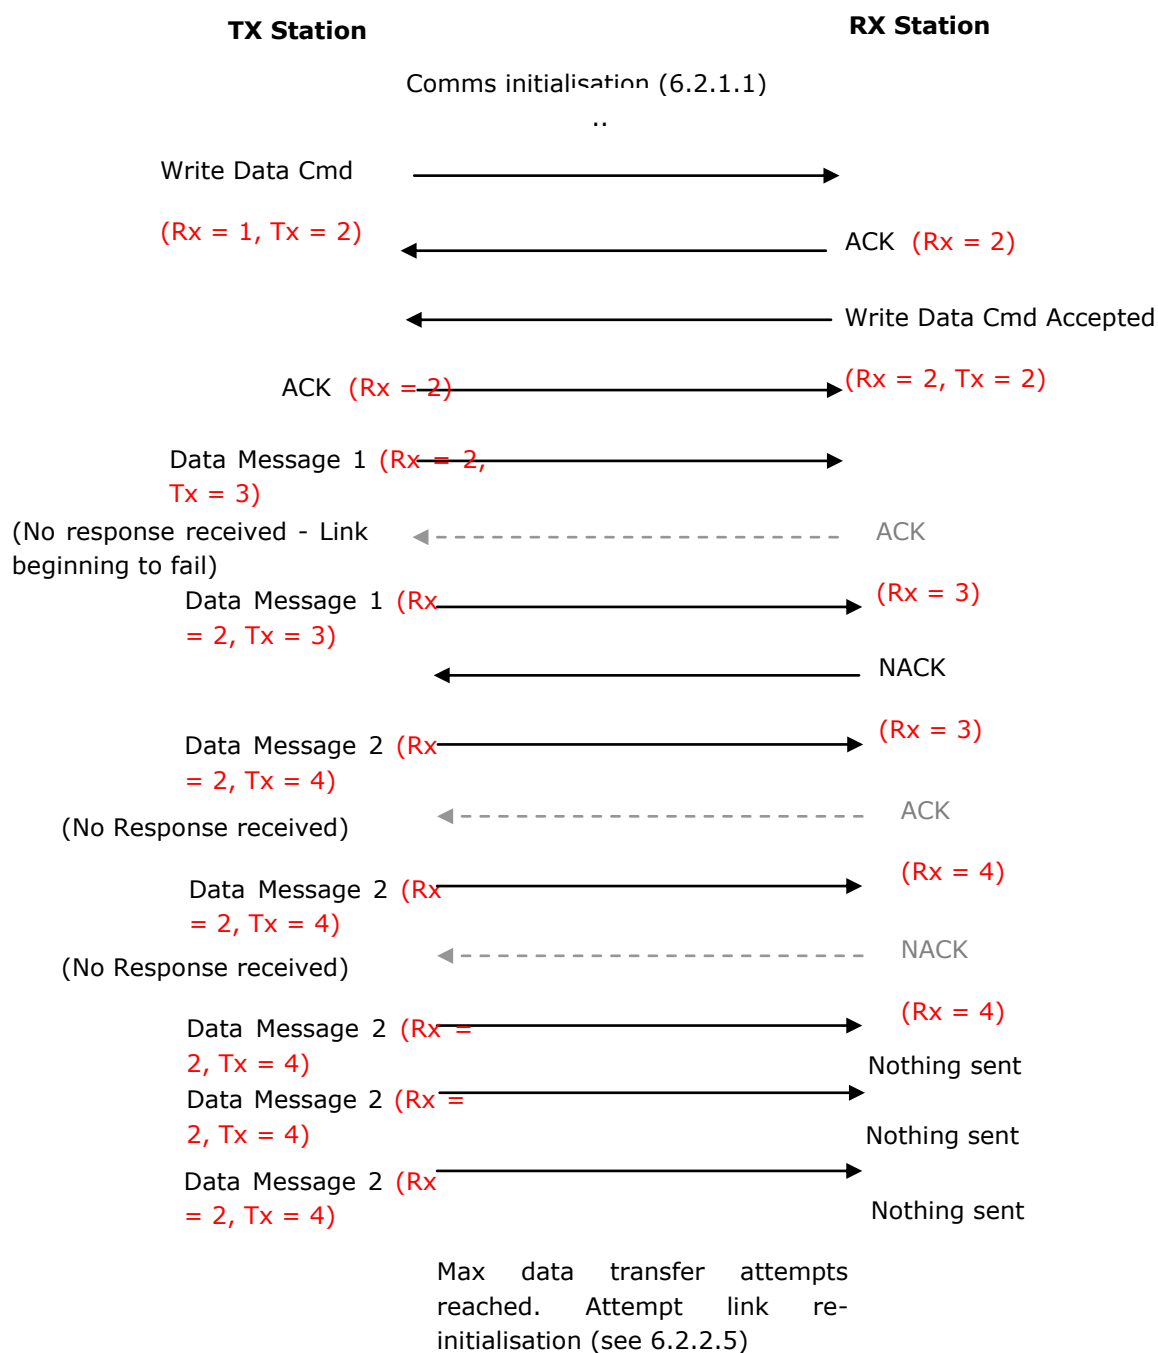 TX Station
RX Station
Comms initialisation (6.2.1.1)
..
Write Data Cmd
(Rx = 1, Tx = 2)
ACK (Rx = 2)
Write Data Cmd Accepted
(Rx = 2, Tx = 2)
ACK (Rx = 2)
Data Message 1 (Rx = 2,
Tx = 3)
(No response received - Link
beginning to fail)
ACK
(Rx = 3)
Data Message 1 (Rx
= 2, Tx = 3)
NACK
(Rx = 3)
Data Message 2 (Rx
= 2, Tx = 4)
ACK
(No Response received)
(Rx = 4)
Data Message 2 (Rx
= 2, Tx = 4)
NACK
(No Response received)
(Rx = 4)
Data Message 2 (Rx =
2, Tx = 4)
Nothing sent
Data Message 2 (Rx =
2, Tx = 4)
Nothing sent
Data Message 2 (Rx
= 2, Tx = 4)
Nothing sent
Max data transfer attempts
reached. Attempt link re-
initialisation (see 6.2.2.5)